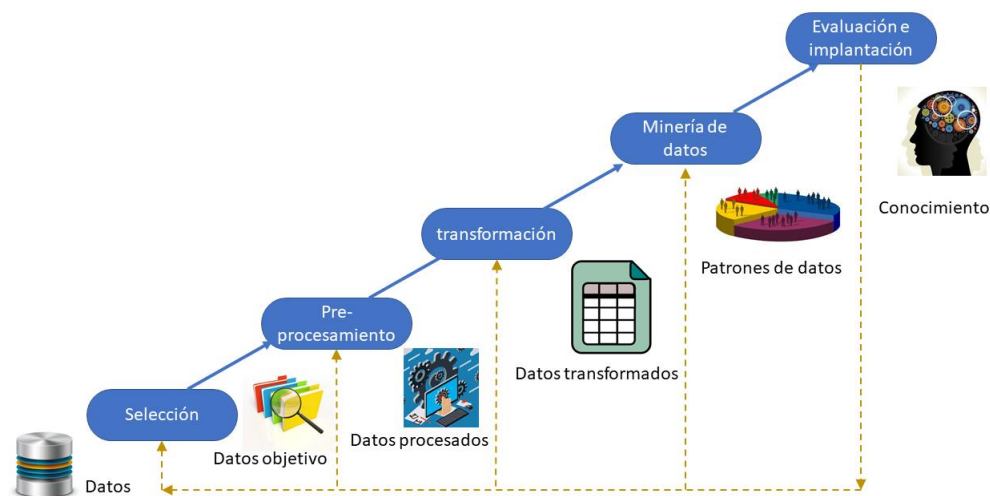 Evaluación e
implantación
Minería de
datos
Conocimiento
transformación
Patrones de datos
Pre-
procesamiento
Datos transformados
Selección
Datos procesados
Datos objetivo
Datos